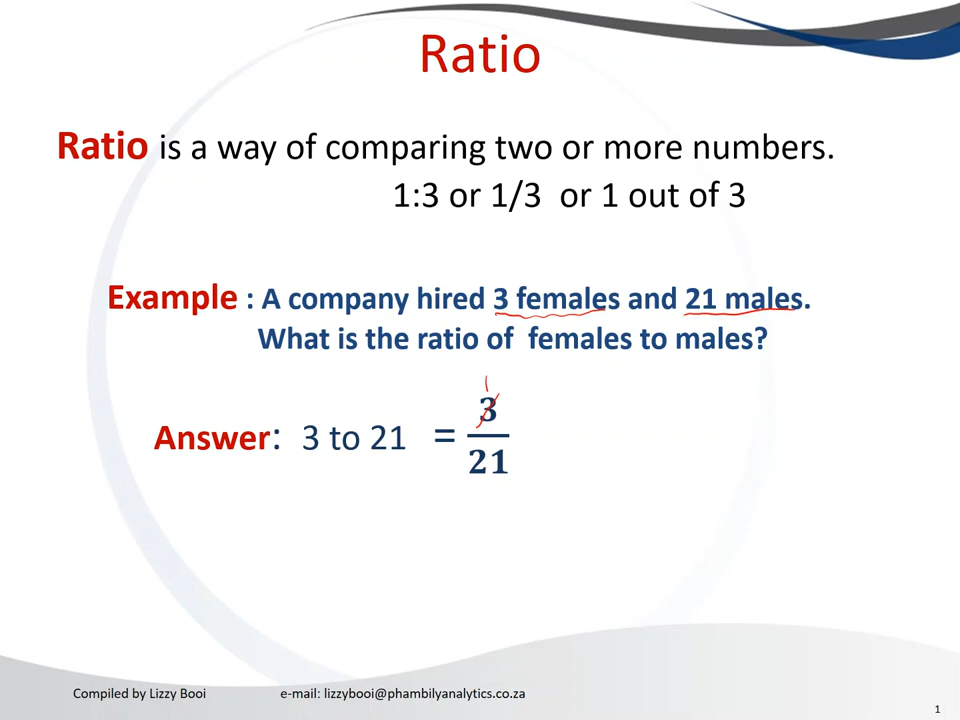 Ratio
Ratio is a way of comparing two or more numbers.
1:3 or 1/3 or 1 out of 3
Example : A company hired 3 females and 21 males.
What is the ratio of females to males?
1
Answer: 3 to 21 = 3/21
Compiled by Lizzy Booi e-mail: lizzybooi@phambilyanalytics.co.za
1